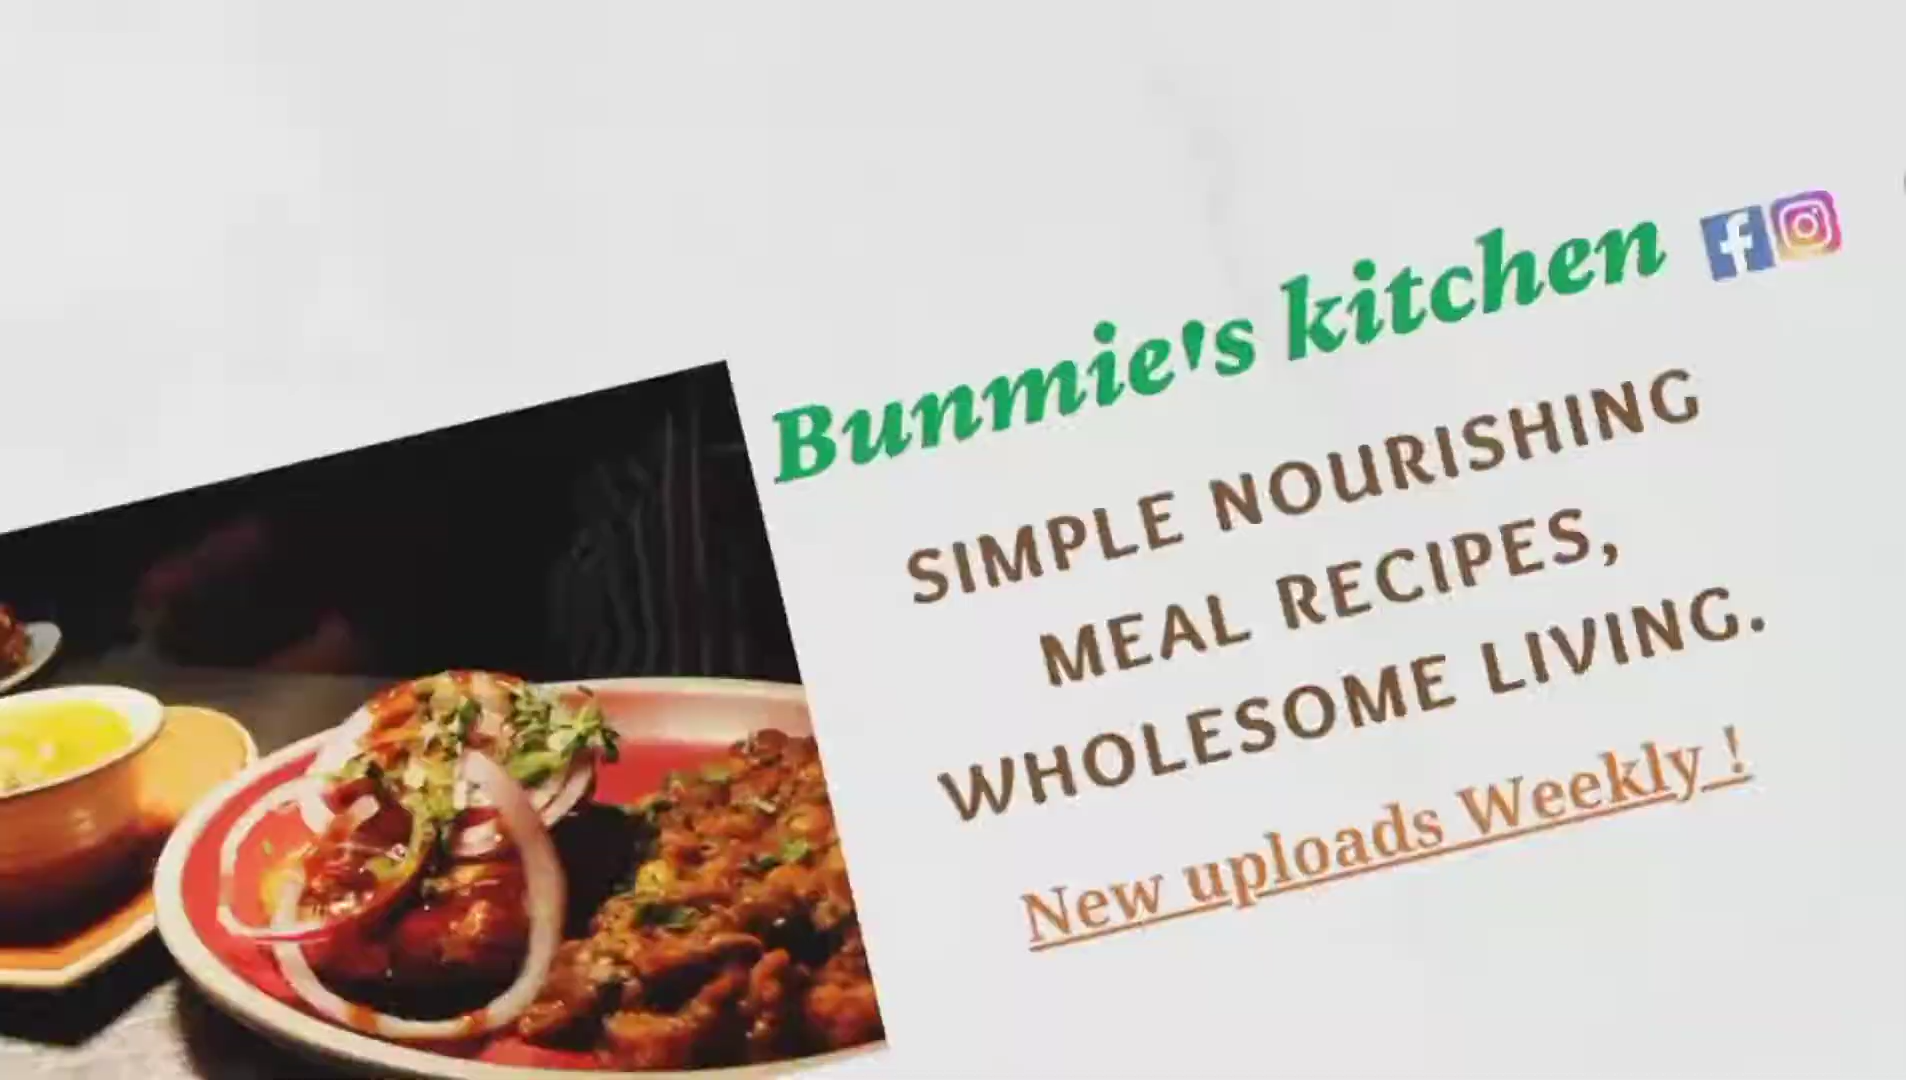 Bunmie's kitchen
SIMPLE NOURISHING
MEAL RECIPES,
WHOLESOME LIVING.
New uploads Weekly !